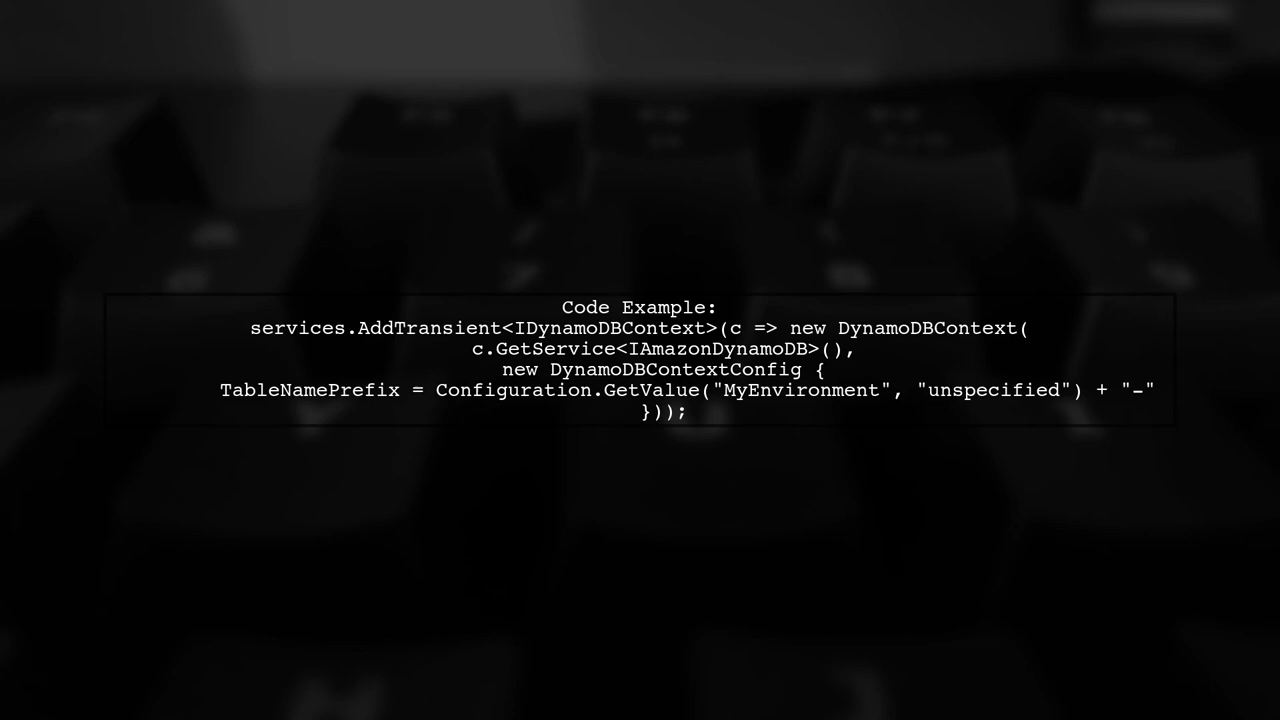 Code Example:
services.AddTransient<IDynamoDBContext>(c => new DynamoDBContext(
c.GetService<IAmazonDynamoDB>(),
new DynamoDBContextConfig {
TableNamePrefix = Configuration.GetValue("MyEnvironment", "unspecified") + "-"
}));